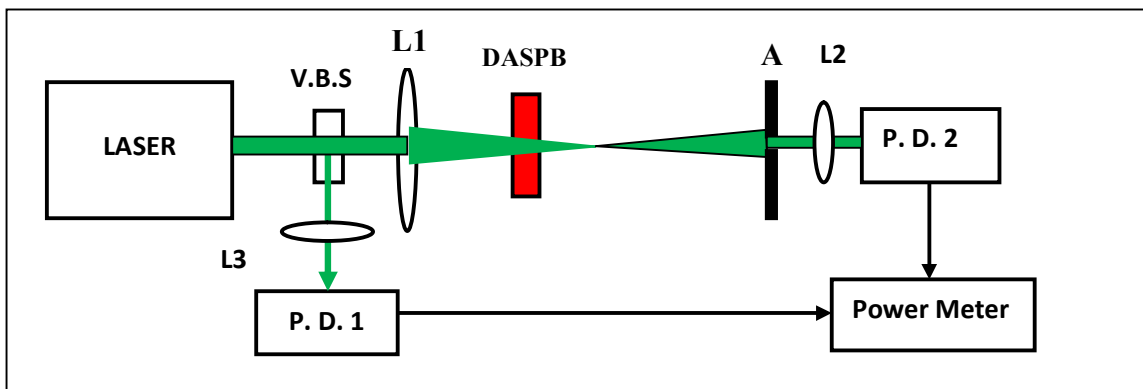 L1
DASPB
A
L2
V.B.S
LASER
P. D. 2
L3
P. D. 1
Power Meter